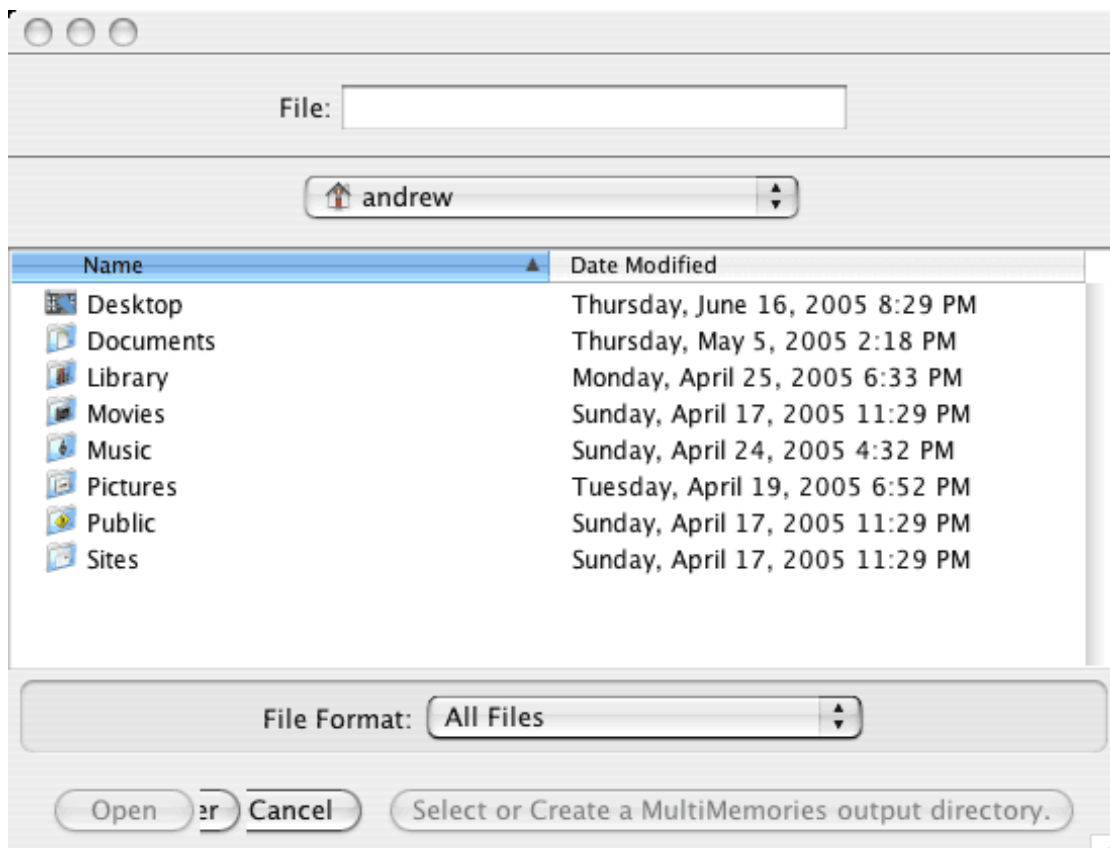 File:
andrew
Name Date Modified
Desktop Thursday, June 16, 2005 8:29 PM
Documents Thursday, May 5, 2005 2:18 PM
Library Monday, April 25, 2005 6:33 PM
Movies Sunday, April 17, 2005 11:29 PM
Music Sunday, April 24, 2005 4:32 PM
Pictures Tuesday, April 19, 2005 6:52 PM
Public Sunday, April 17, 2005 11:29 PM
Sites Sunday, April 17, 2005 11:29 PM
File Format: All Files
Open er Cancel Select or Create a MultiMemories output directory.